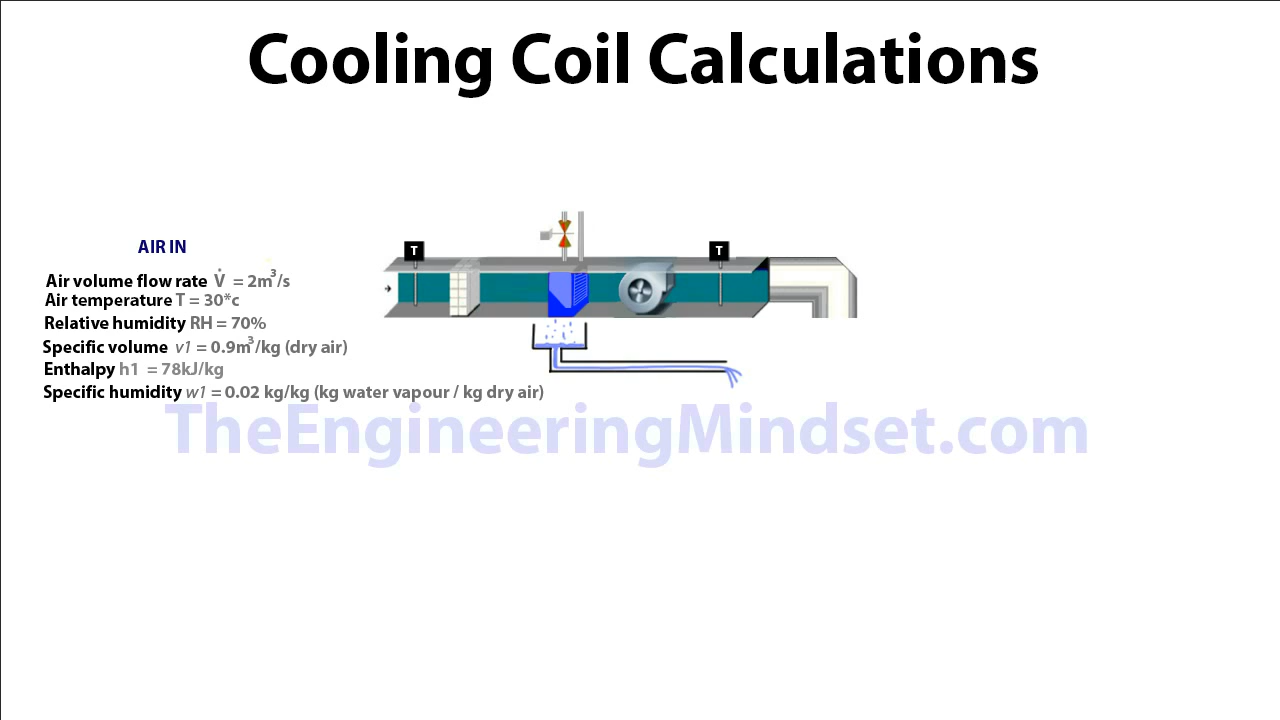 Cooling Coil Calculations
AIR IN
T
T
Air volume flow rate V̇ = 2m³/s
Air temperature T = 30*c
Relative humidity RH = 70%
Specific volume v1 = 0.9m³/kg (dry air)
Enthalpy h1 = 78kJ/kg
Specific humidity w1 = 0.02 kg/kg (kg water vapour / kg dry air)
TheEngineeringMindset.com